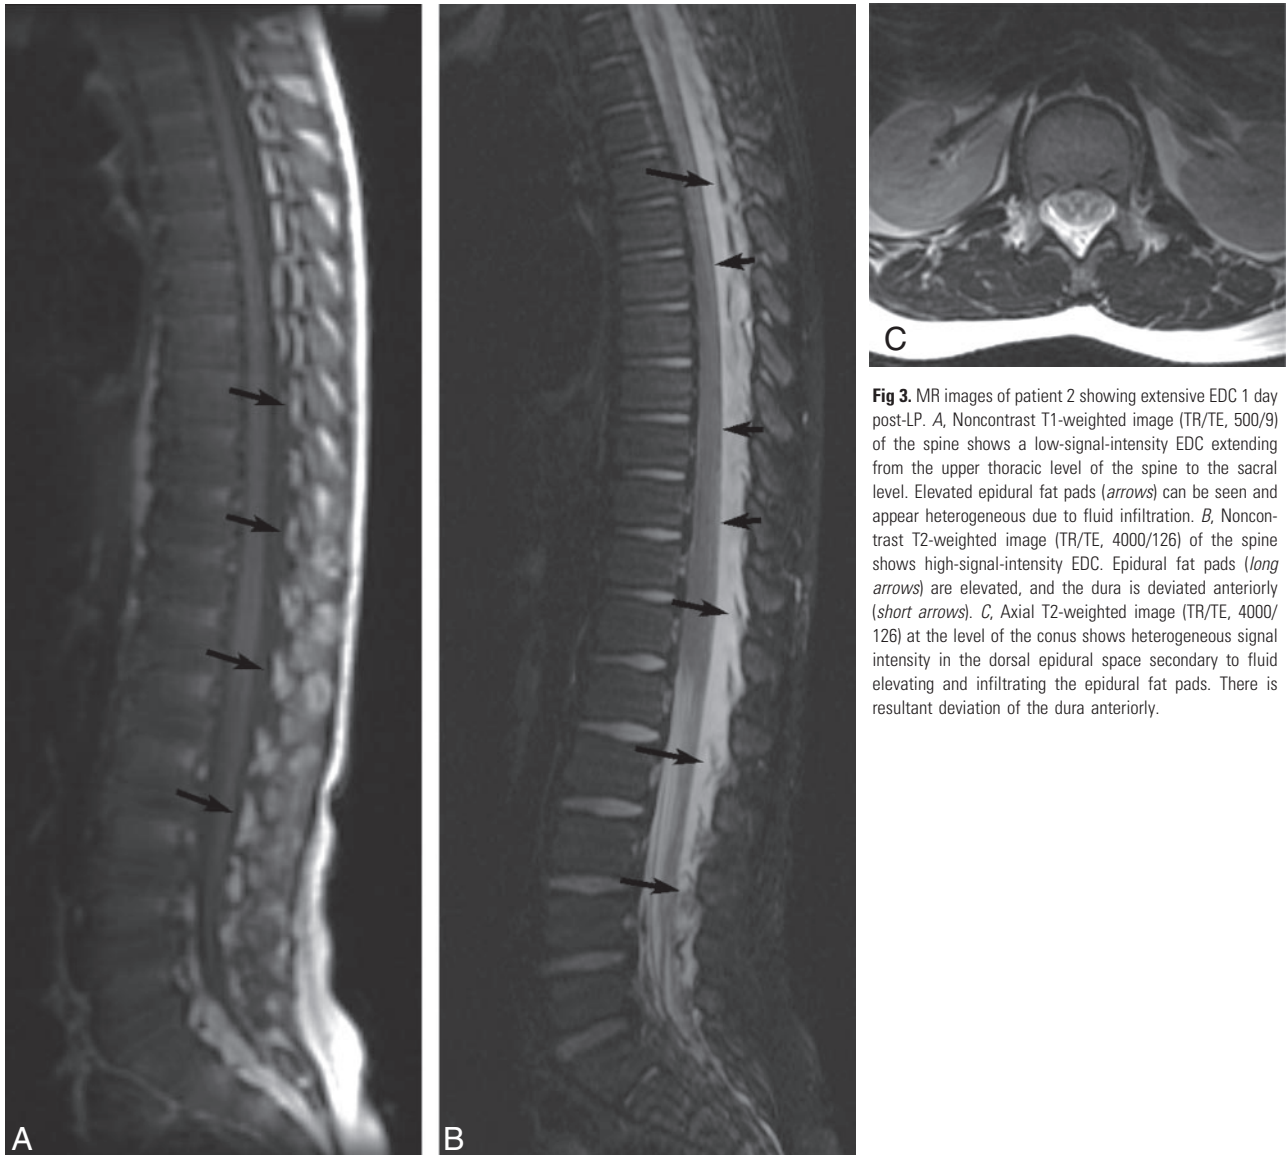 A
B
C
Fig 3. MR images of patient 2 showing extensive EDC 1 day
post-LP. A, Noncontrast T1-weighted image (TR/TE, 500/9)
of the spine shows a low-signal-intensity EDC extending
from the upper thoracic level of the spine to the sacral
level. Elevated epidural fat pads (arrows) can be seen and
appear heterogeneous due to fluid infiltration. B, Noncon-
trast T2-weighted image (TR/TE, 4000/126) of the spine
shows high-signal-intensity EDC. Epidural fat pads (long
arrows) are elevated, and the dura is deviated anteriorly
(short arrows). C, Axial T2-weighted image (TR/TE, 4000/
126) at the level of the conus shows heterogeneous signal
intensity in the dorsal epidural space secondary to fluid
elevating and infiltrating the epidural fat pads. There is
resultant deviation of the dura anteriorly.